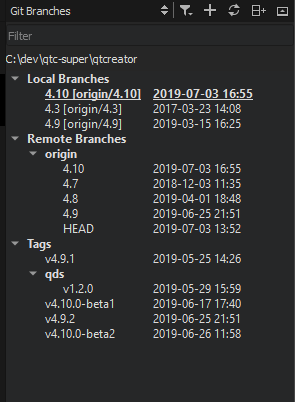 Git Branches
Filter
C:\dev\qtc-super\qtcreator
Local Branches
4.10 [origin/4.10] 2019-07-03 16:55
4.3 [origin/4.3] 2017-03-23 14:08
4.9 [origin/4.9] 2019-03-15 16:25
Remote Branches
origin
4.10 2019-07-03 16:55
4.7 2018-12-03 11:35
4.8 2019-04-01 18:48
4.9 2019-06-25 21:51
HEAD 2019-07-03 13:52
Tags
v4.9.1 2019-05-25 14:26
qds
v1.2.0 2019-05-29 15:59
v4.10.0-beta1 2019-06-17 17:40
v4.9.2 2019-06-25 21:51
v4.10.0-beta2 2019-06-26 11:58